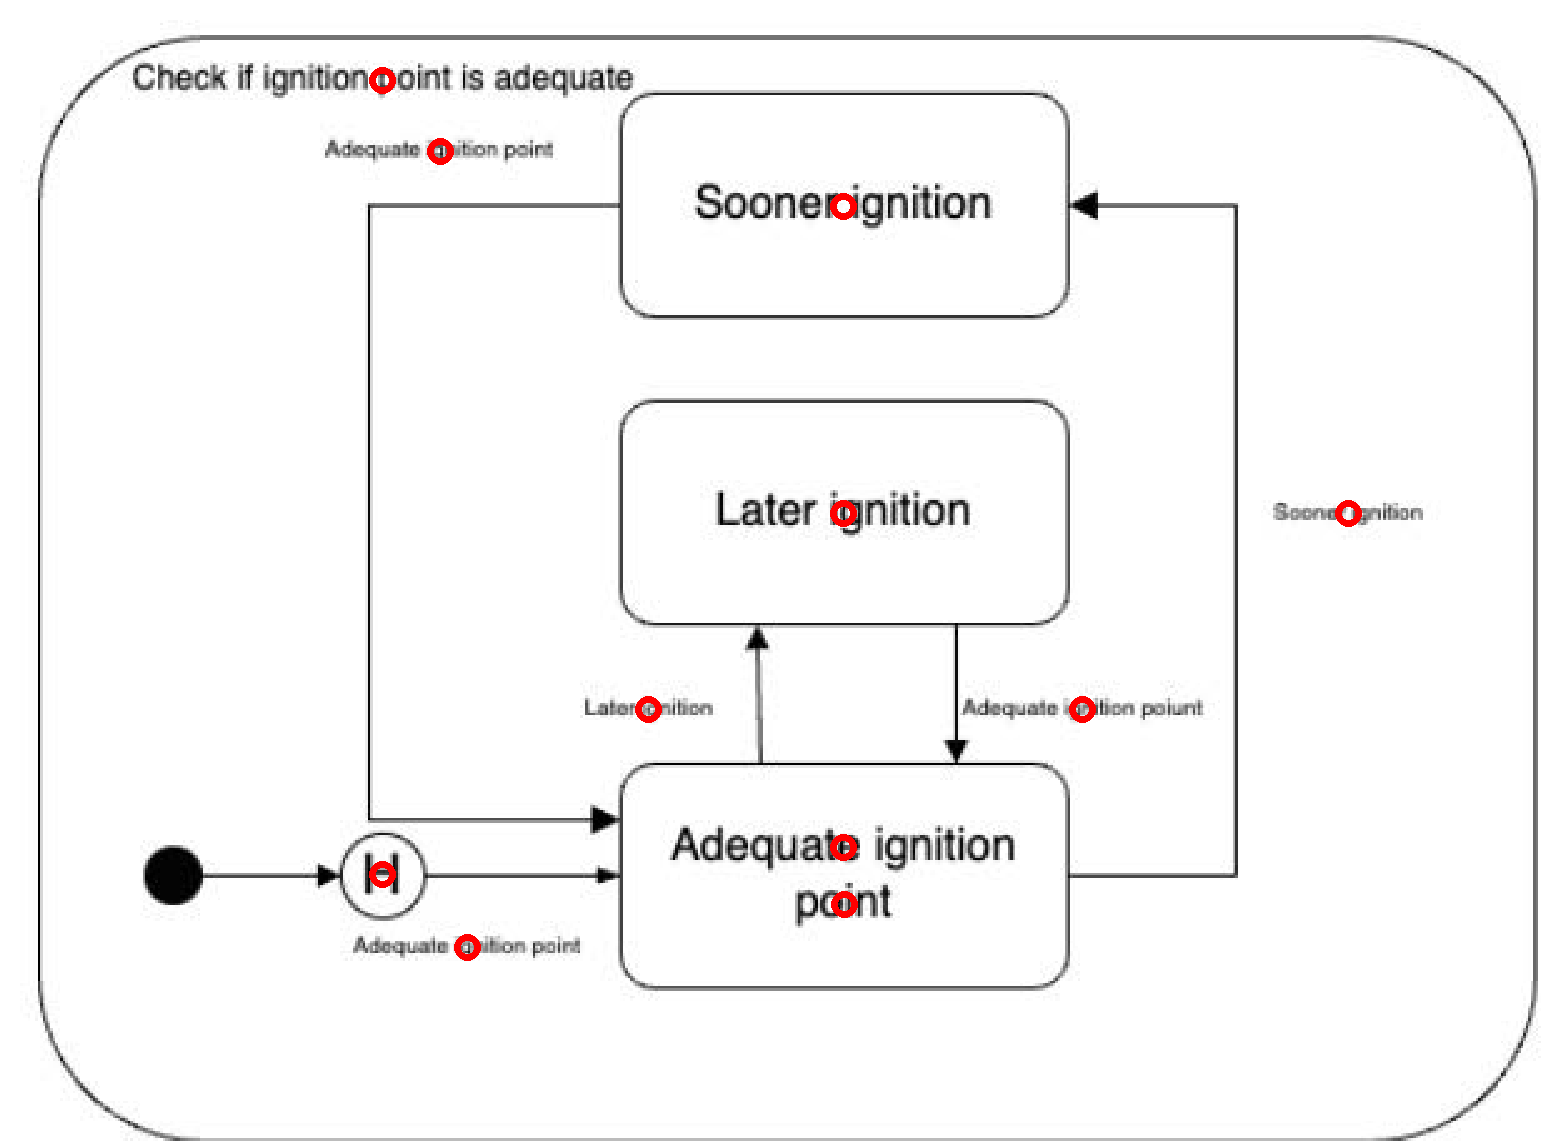 Check if ignition point is adequate
Adequate ignition point
Sooner ignition
Later ignition
Sooner ignition
Later ignition
Adequate ignition poiunt
Adequate ignition
point
H
Adequate ignition point